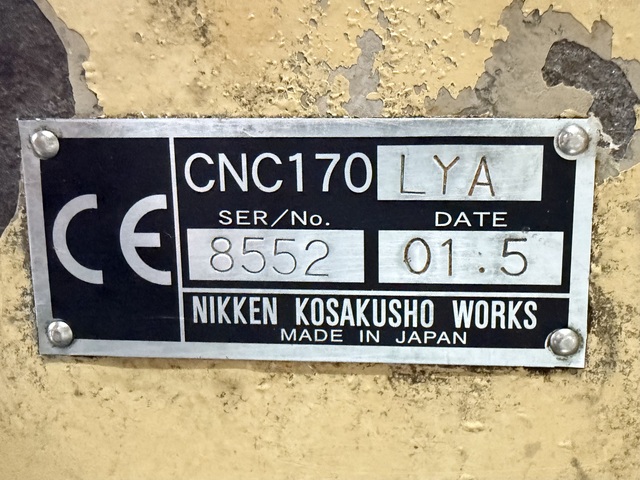 CE
CNC170 LYA
SER/No. DATE
8552 01.5
NIKKEN KOSAKUSHO WORKS
MADE IN JAPAN